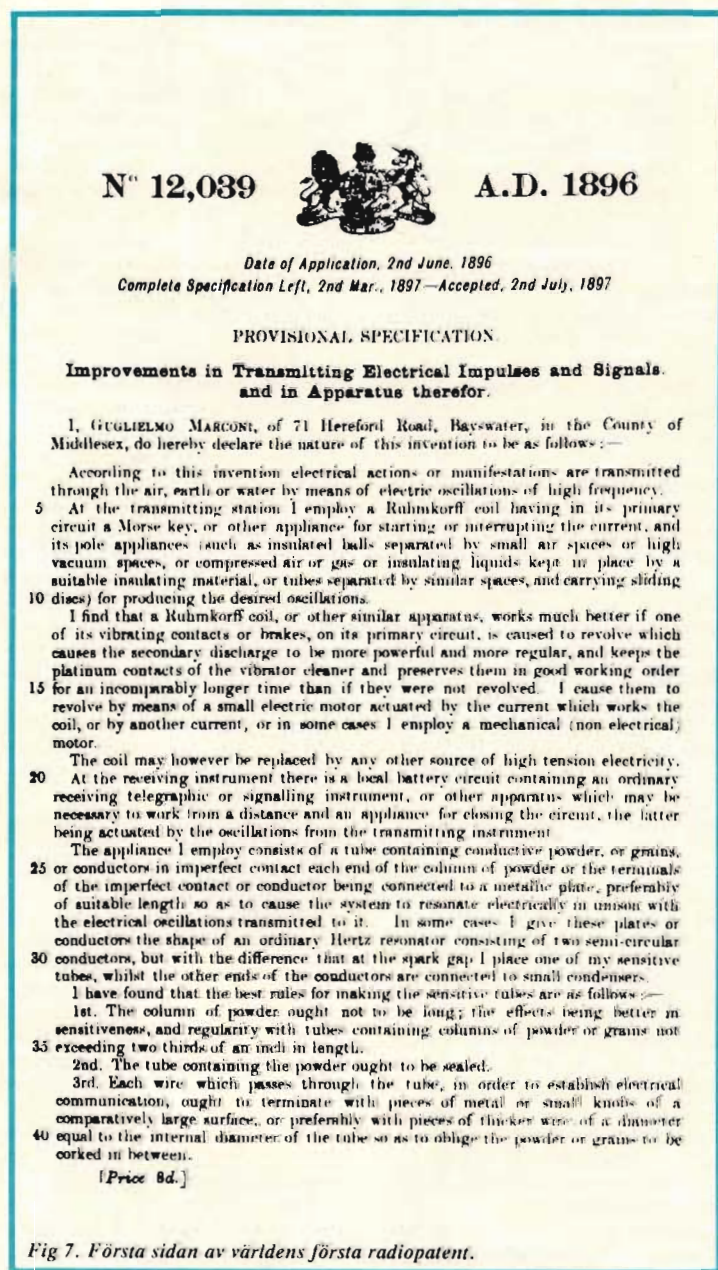 Nº 12,039 A.D. 1896
Date of Application, 2nd June, 1896
Complete Specification Left, 2nd Mar., 1897—Accepted, 2nd July, 1897
PROVISIONAL SPECIFICATION
Improvements in Transmitting Electrical Impulses and Signals.
and in Apparatus therefor.
I, GUGLIELMO MARCONI, of 71 Hereford Road, Bayswater, in the County of
Middlesex, do hereby declare the nature of this invention to be as follows:—
According to this invention electrical actions or manifestations are transmitted
through the air, earth or water by means of electric oscillations of high frequency.
5 At the transmitting station I employ a Ruhmkorff coil having in its primary
circuit a Morse key, or other appliance for starting or interrupting the current, and
its pole appliances (such as insulated balls separated by small air spaces or high
vacuum spaces, or compressed air or gas or insulating liquids kept in place by a
suitable insulating material, or tubes separated by similar spaces, and carrying sliding
10 discs) for producing the desired oscillations.
I find that a Ruhmkorff coil, or other similar apparatus, works much better if one
of its vibrating contacts or brakes, on its primary circuit, is caused to revolve which
causes the secondary discharge to be more powerful and more regular, and keeps the
platinum contacts of the vibrator cleaner and preserves them in good working order
15 for an incomparably longer time than if they were not revolved. I cause them to
revolve by means of a small electric motor actuated by the current which works the
coil, or by another current, or in some cases I employ a mechanical (non electrical)
motor.
The coil may however be replaced by any other source of high tension electricity.
20 At the receiving instrument there is a local battery circuit containing an ordinary
receiving telegraphic or signalling instrument, or other apparatus which may be
necessary to work from a distance and an appliance for closing the circuit, the latter
being actuated by the oscillations from the transmitting instrument
The appliance I employ consists of a tube containing conductive powder, or grains,
25 or conductors in imperfect contact each end of the column of powder or the terminals
of the imperfect contact or conductor being connected to a metallic plate, preferably
of suitable length so as to cause the system to resonate electrically in unison with
the electrical oscillations transmitted to it. In some cases I give these plates or
conductors the shape of an ordinary Hertz resonator consisting of two semi-circular
30 conductors, but with the difference that at the spark gap I place one of my sensitive
tubes, whilst the other ends of the conductors are connected to small condensers.
I have found that the best rules for making the sensitive tubes are as follows:—
1st. The column of powder ought not to be long; the effects being better in
sensitiveness, and regularity with tubes containing columns of powder or grains not
35 exceeding two thirds of an inch in length.
2nd. The tube containing the powder ought to be sealed.
3rd. Each wire which passes through the tube, in order to establish electrical
communication, ought to terminate with pieces of metal or small knobs of a
comparatively large surface, or preferably with pieces of thicker wire, of a diameter
40 equal to the internal diameter of the tube so as to oblige the powder or grains to be
corked in between.
[Price 8d.]
Fig 7. Första sidan av världens första radiopatent.